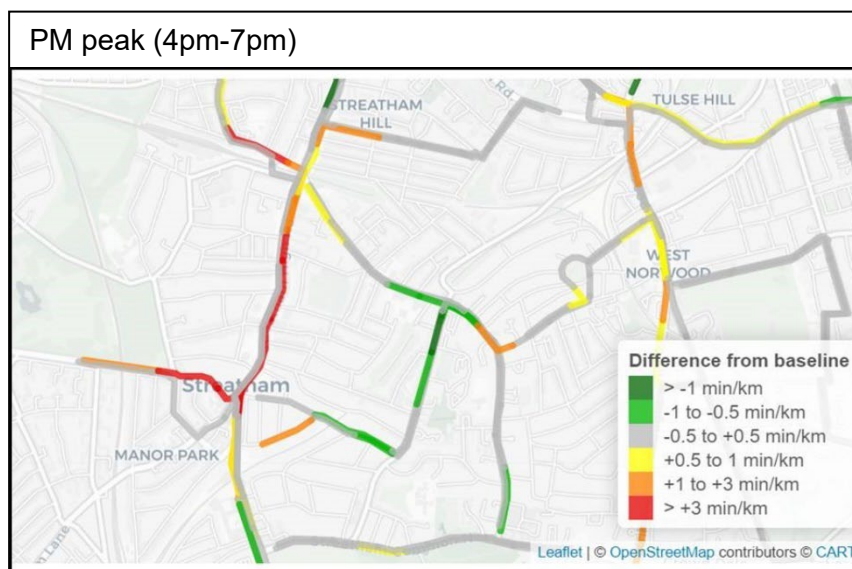 PM peak (4pm-7pm)
Rd.
STREATHAM
HILL
TULSE HILL
WEST
NORWOOD
Streatham
MANOR PARK
Lane
Difference from baseline
> -1 min/km
-1 to -0.5 min/km
-0.5 to +0.5 min/km
+0.5 to 1 min/km
+1 to +3 min/km
> +3 min/km
Leaflet | © OpenStreetMap contributors © CART